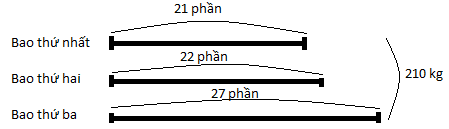 21 phần
Bao thứ nhất
22 phần
Bao thứ hai
210 kg
27 phần
Bao thứ ba